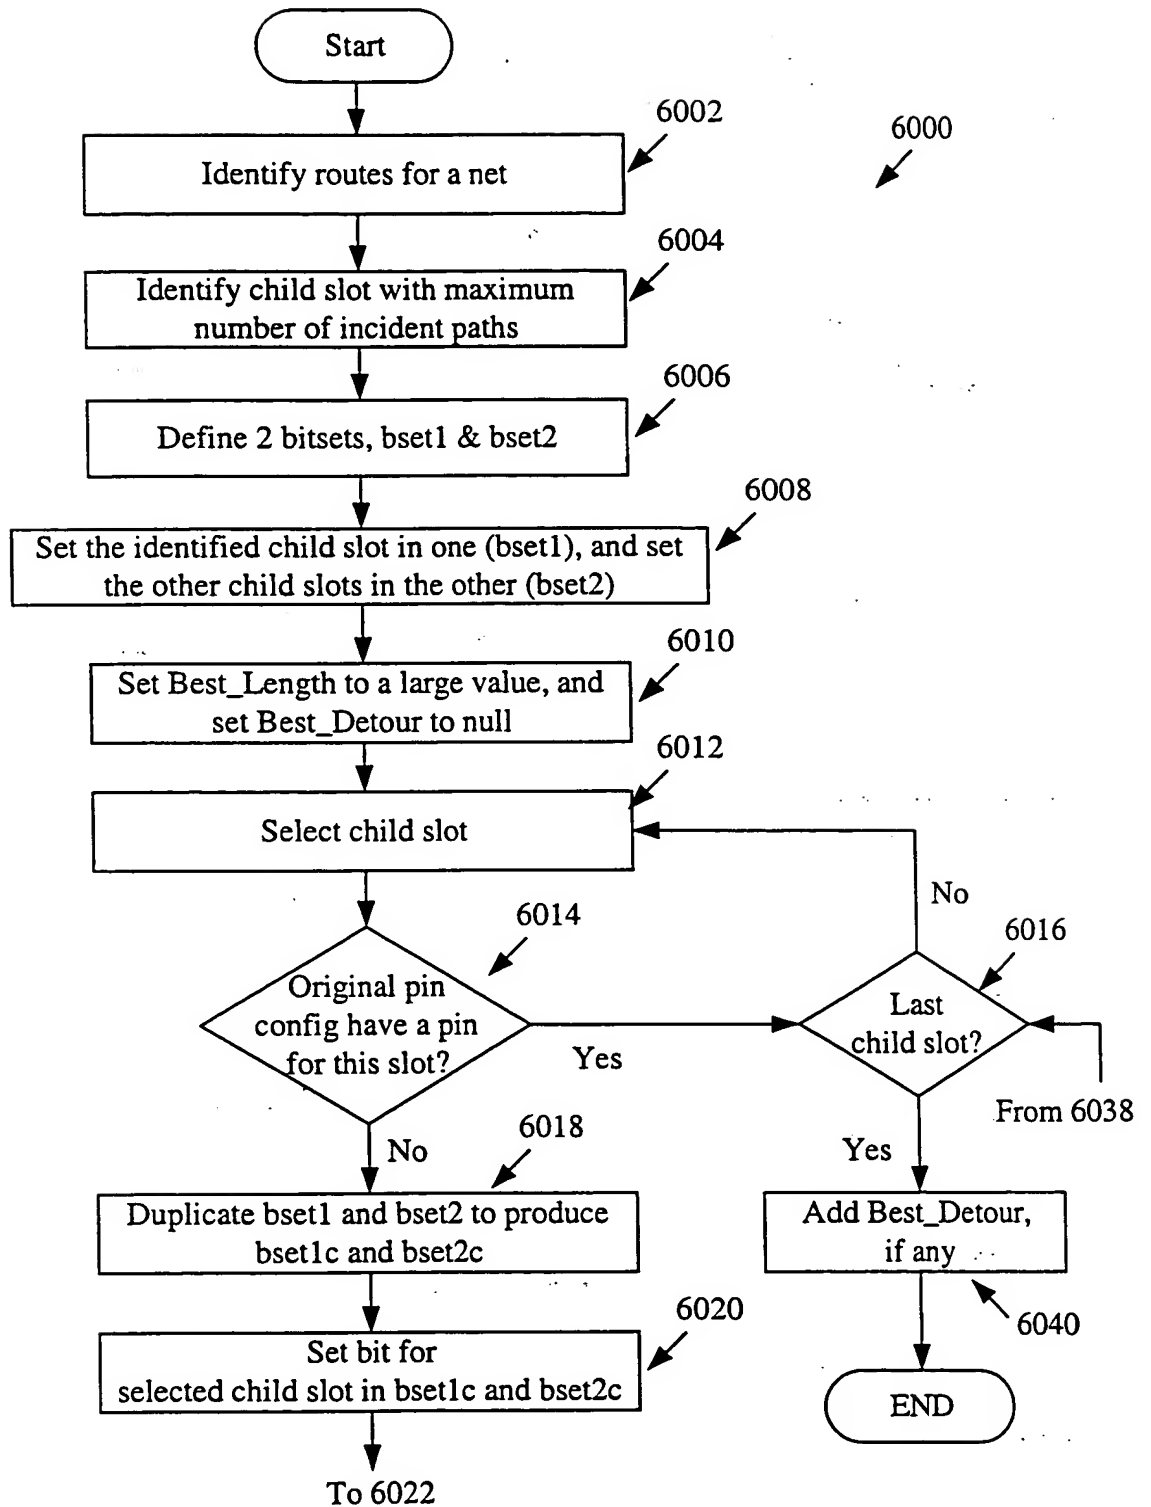 Start
6002
6000
Identify routes for a net
6004
Identify child slot with maximum
number of incident paths
6006
Define 2 bitsets, bset1 & bset2
6008
Set the identified child slot in one (bset1), and set
the other child slots in the other (bset2)
6010
Set Best_Length to a large value, and
set Best_Detour to null
6012
Select child slot
No
6014
6016
Original pin
config have a pin
for this slot?
Yes
Last
child slot?
From 6038
No
6018
Yes
Duplicate bset1 and bset2 to produce
bset1c and bset2c
Add Best_Detour,
if any
6020
6040
Set bit for
selected child slot in bset1c and bset2c
END
To 6022